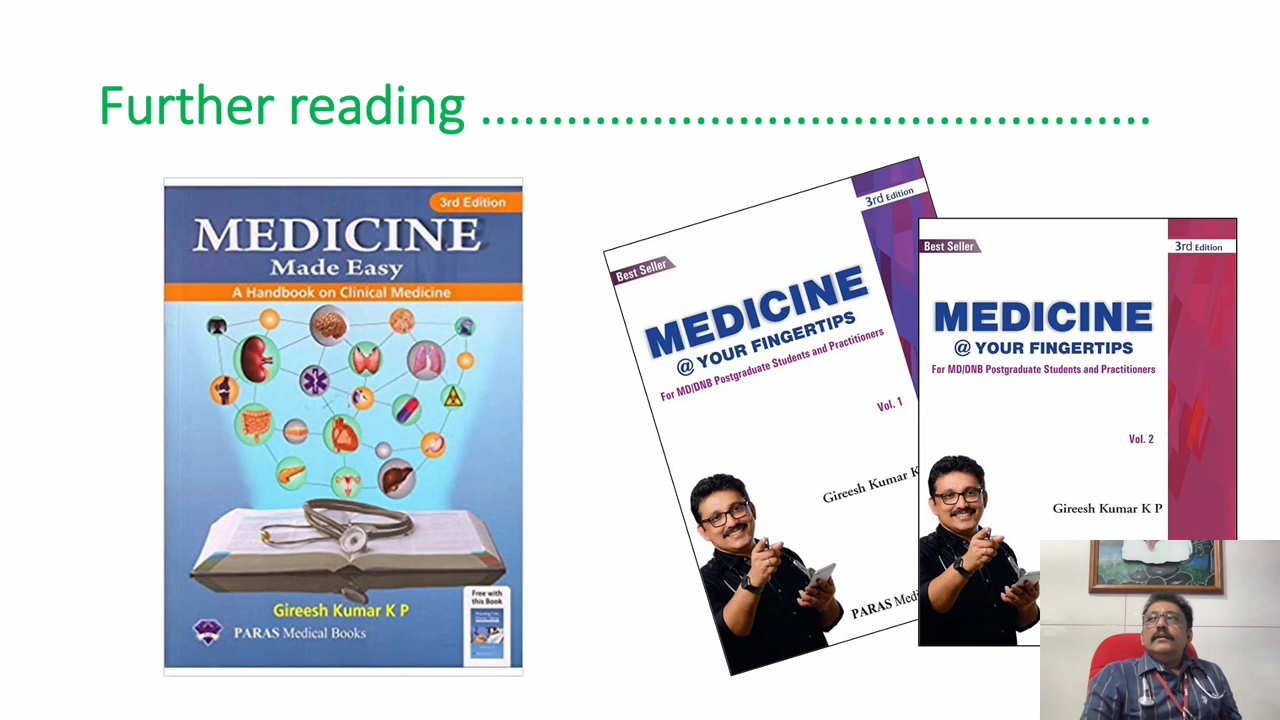 Further reading ................................................
3rd Edition
MEDICINE
Made Easy
A Handbook on Clinical Medicine
Free with
this Book
Gireesh Kumar K P
PARAS Medical Books
3rd Edition
Best Seller
MEDICINE
@ YOUR FINGERTIPS
For MD/DNB Postgraduate Students and Practitioners
Vol. 1
Gireesh Kumar K
PARAS Medi
3rd Edition
Best Seller
MEDICINE
@ YOUR FINGERTIPS
For MD/DNB Postgraduate Students and Practitioners
Vol. 2
Gireesh Kumar K P